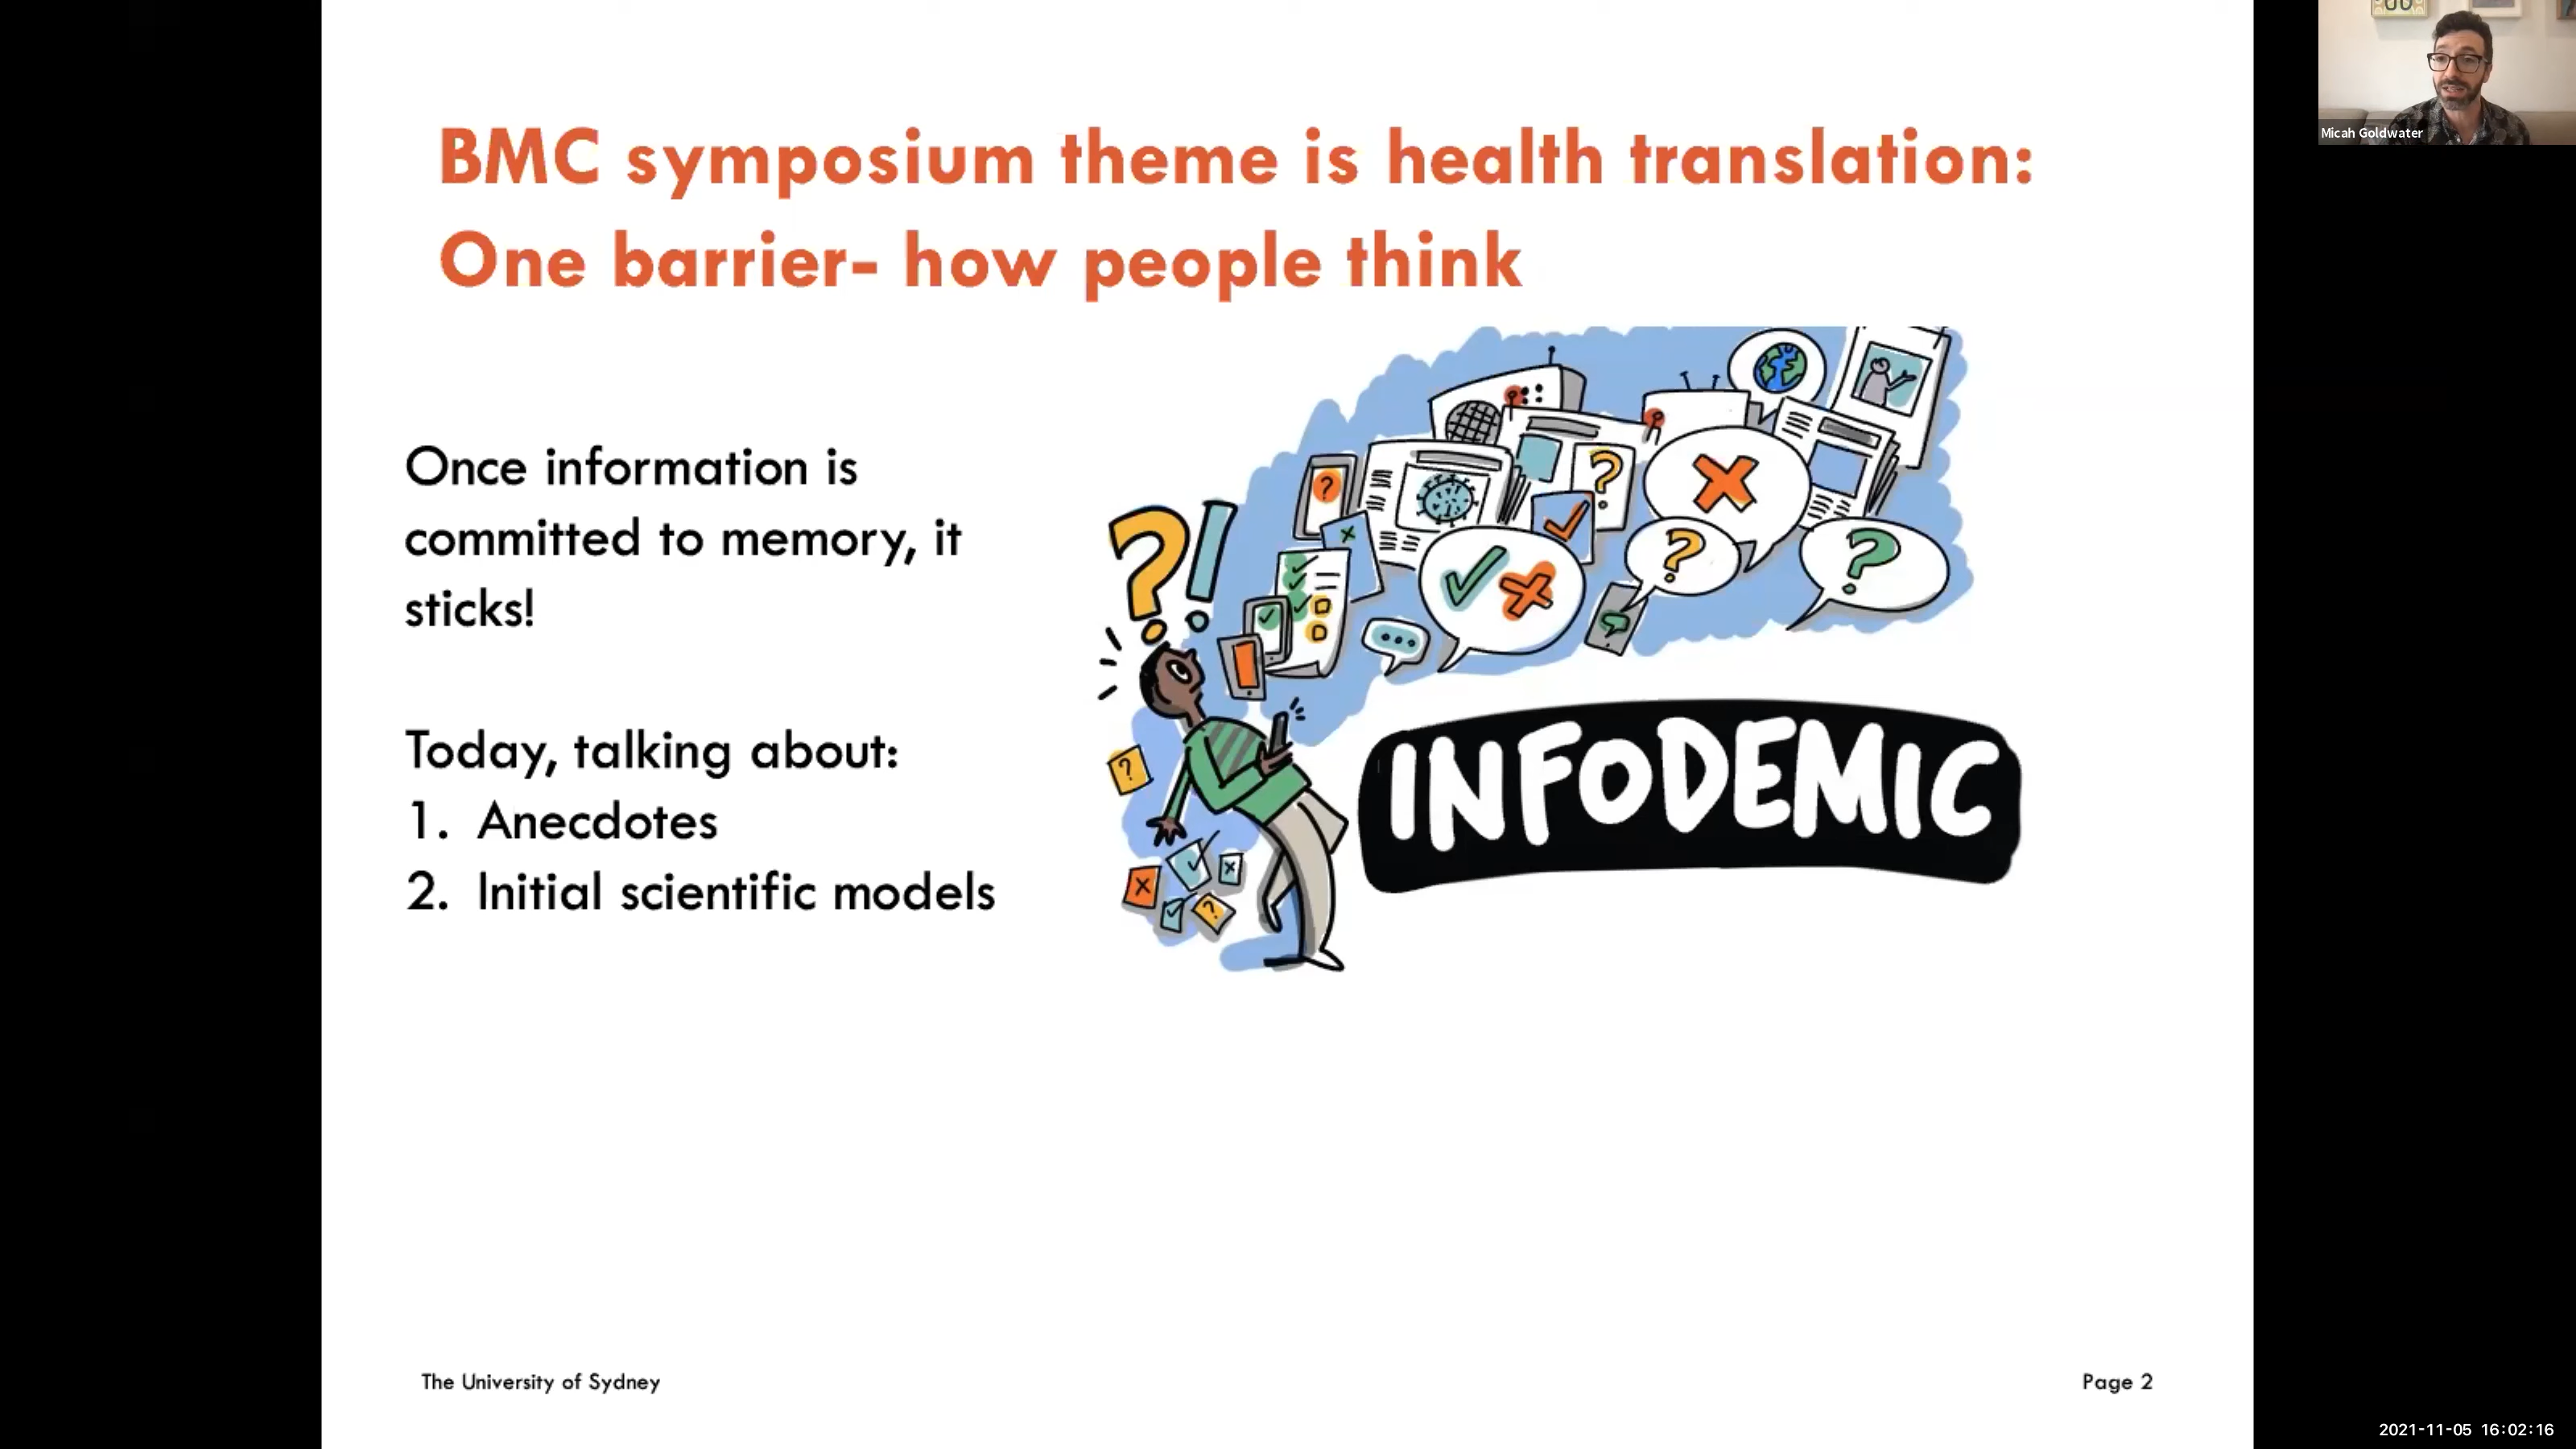 BMC symposium theme is health translation:
One barrier- how people think
Micah Goldwater
Once information is
committed to memory, it
sticks!
Today, talking about:
1. Anecdotes
2. Initial scientific models
?!
?
?
?
?
?
?
INFODEMIC
The University of Sydney
Page 2
2021-11-05 16:02:16